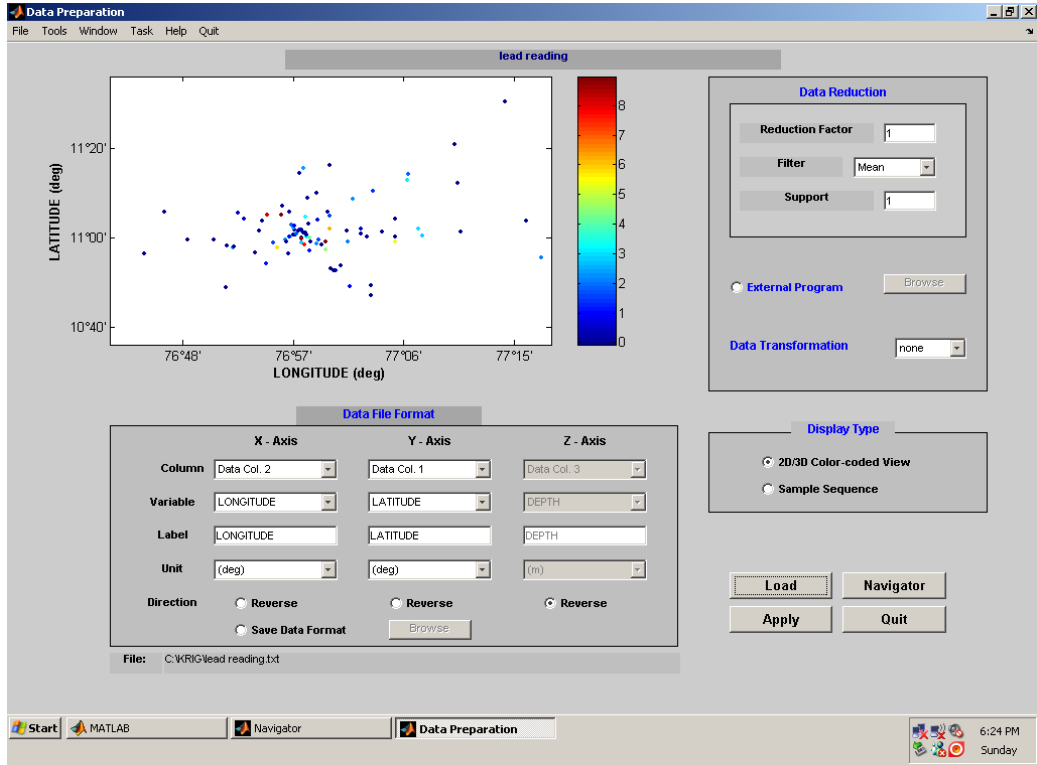 Data Preparation
File Tools Window Task Help Quit
lead reading
8
7
6
5
4
3
2
1
0
11°20'
11°00'
10°40'
LATITUDE (deg)
76°48' 76°57' 77°06' 77°15'
LONGITUDE (deg)
Data Reduction
Reduction Factor 1
Filter Mean
Support 1
External Program Browse
Data Transformation none
Data File Format
X - Axis Y - Axis Z - Axis
Column Data Col. 2 Data Col. 1 Data Col. 3
Variable LONGITUDE LATITUDE DEPTH
Label LONGITUDE LATITUDE DEPTH
Unit (deg) (deg) (m)
Direction Reverse Reverse Reverse
Save Data Format Browse
File: C:\KRIG\lead reading.txt
Display Type
2D/3D Color-coded View
Sample Sequence
Load Navigator
Apply Quit
Start MATLAB Navigator Data Preparation 6:24 PM
Sunday